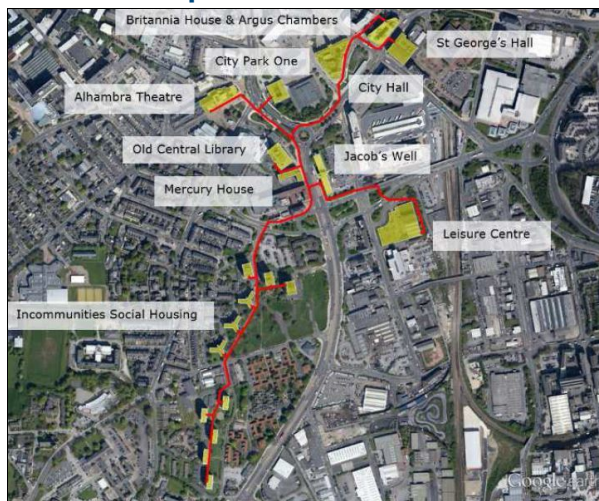 Britannia House & Argus Chambers
St George's Hall
City Park One
City Hall
Alhambra Theatre
Old Central Library
Jacob's Well
Mercury House
Leisure Centre
Incommunities Social Housing
Google earth